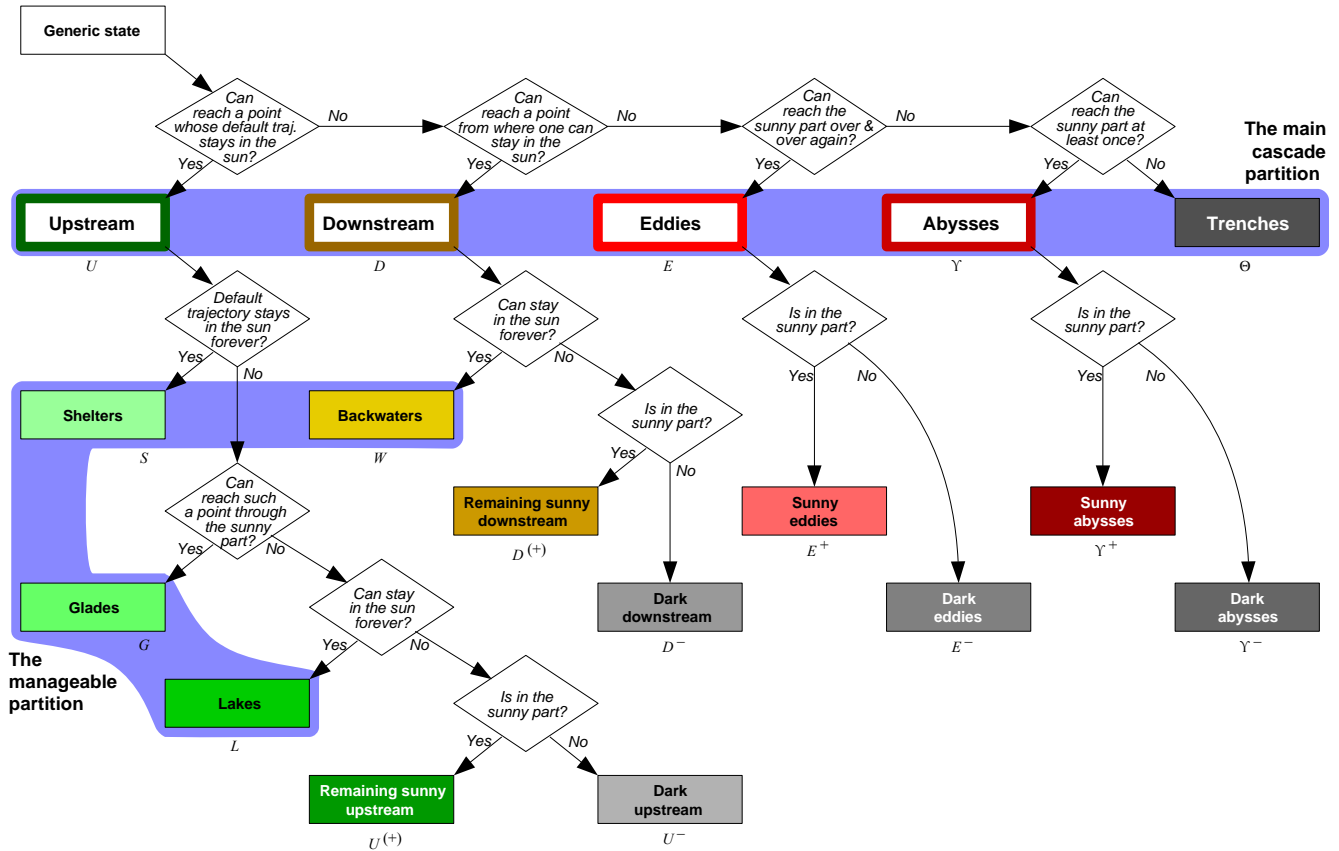 Generic state
Can
reach a point
whose default traj.
stays in the
sun?
No
Yes
Can
reach a point
from where one can
stay in the
sun?
No
Yes
Can
reach the
sunny part over &
over again?
No
Yes
Can
reach the
sunny part at
least once?
Yes
No
The main
cascade
partition
Upstream
U
Downstream
D
Eddies
E
Abysses
ϒ
Trenches
Θ
Default
trajectory stays
in the sun
forever?
Yes
No
Can stay
in the sun
forever?
Yes
No
Is in the
sunny part?
Yes
No
Is in the
sunny part?
Yes
No
Shelters
S
Backwaters
W
Is in the
sunny part?
Yes
No
Can
reach such
a point through
the sunny
part?
Yes
No
Remaining sunny
downstream
D(+)
Sunny
eddies
E+
Sunny
abysses
ϒ+
Glades
G
Can stay
in the sun
forever?
Yes
No
Dark
downstream
D−
Dark
eddies
E−
Dark
abysses
ϒ−
The
manageable
partition
Lakes
L
Is in the
sunny part?
Yes
No
Remaining sunny
upstream
U(+)
Dark
upstream
U−